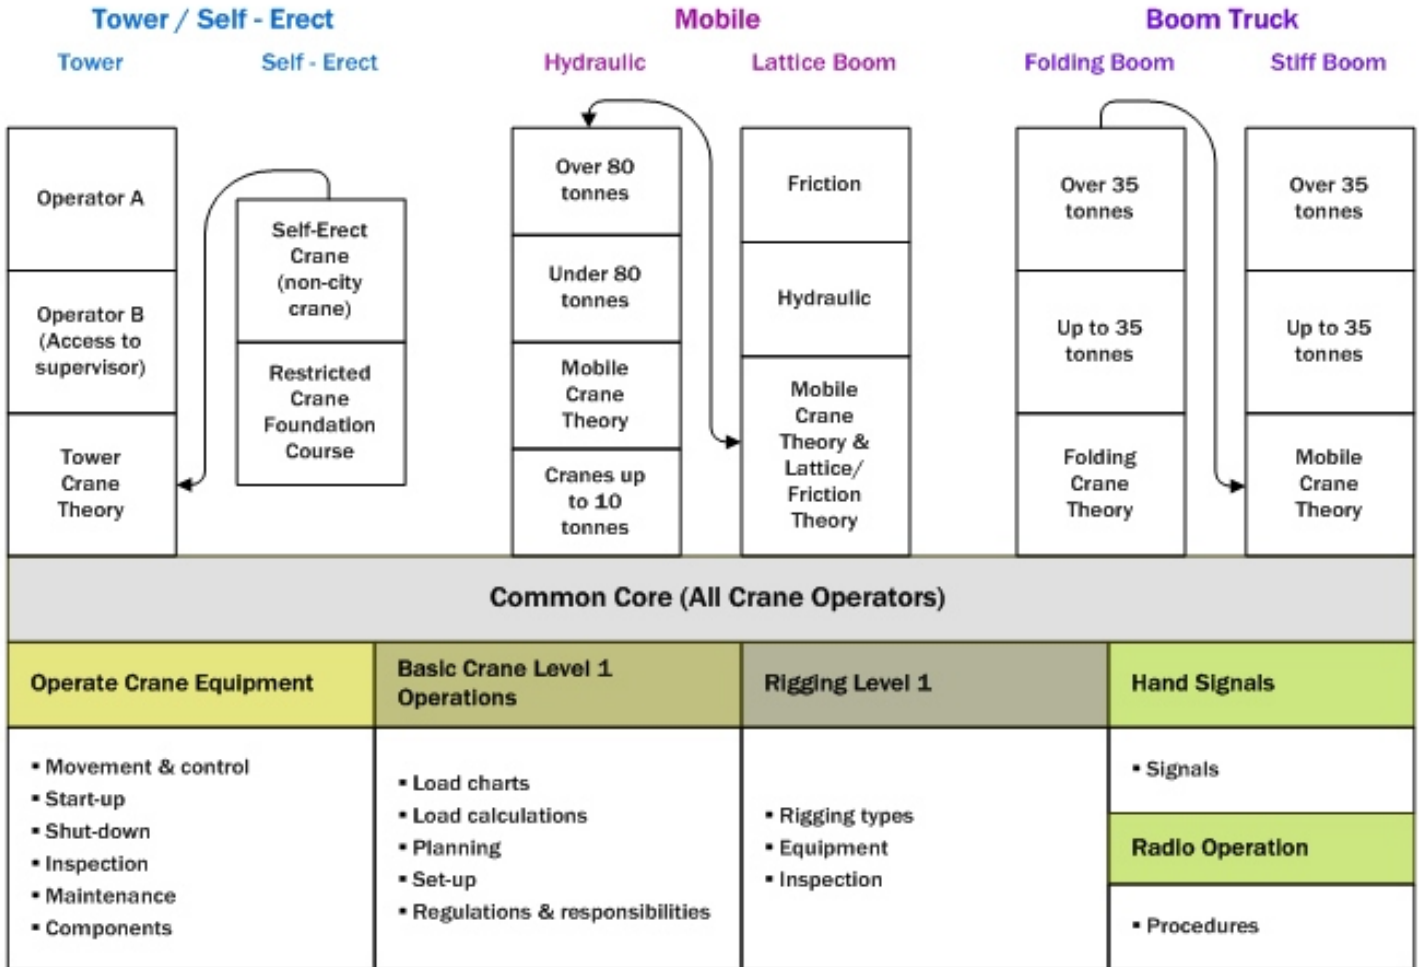 Tower / Self - Erect
Mobile
Boom Truck
Tower
Self - Erect
Hydraulic
Lattice Boom
Folding Boom
Stiff Boom
Operator A
Operator B
(Access to
supervisor)
Tower
Crane
Theory
Self-Erect
Crane
(non-city
crane)
Restricted
Crane
Foundation
Course
Over 80
tonnes
Under 80
tonnes
Mobile
Crane
Theory
Cranes up
to 10
tonnes
Friction
Hydraulic
Mobile
Crane
Theory &
Lattice/
Friction
Theory
Over 35
tonnes
Up to 35
tonnes
Folding
Crane
Theory
Over 35
tonnes
Up to 35
tonnes
Mobile
Crane
Theory
Common Core (All Crane Operators)
Operate Crane Equipment
▪ Movement & control
▪ Start-up
▪ Shut-down
▪ Inspection
▪ Maintenance
▪ Components
Basic Crane Level 1
Operations
▪ Load charts
▪ Load calculations
▪ Planning
▪ Set-up
▪ Regulations & responsibilities
Rigging Level 1
▪ Rigging types
▪ Equipment
▪ Inspection
Hand Signals
▪ Signals
Radio Operation
▪ Procedures